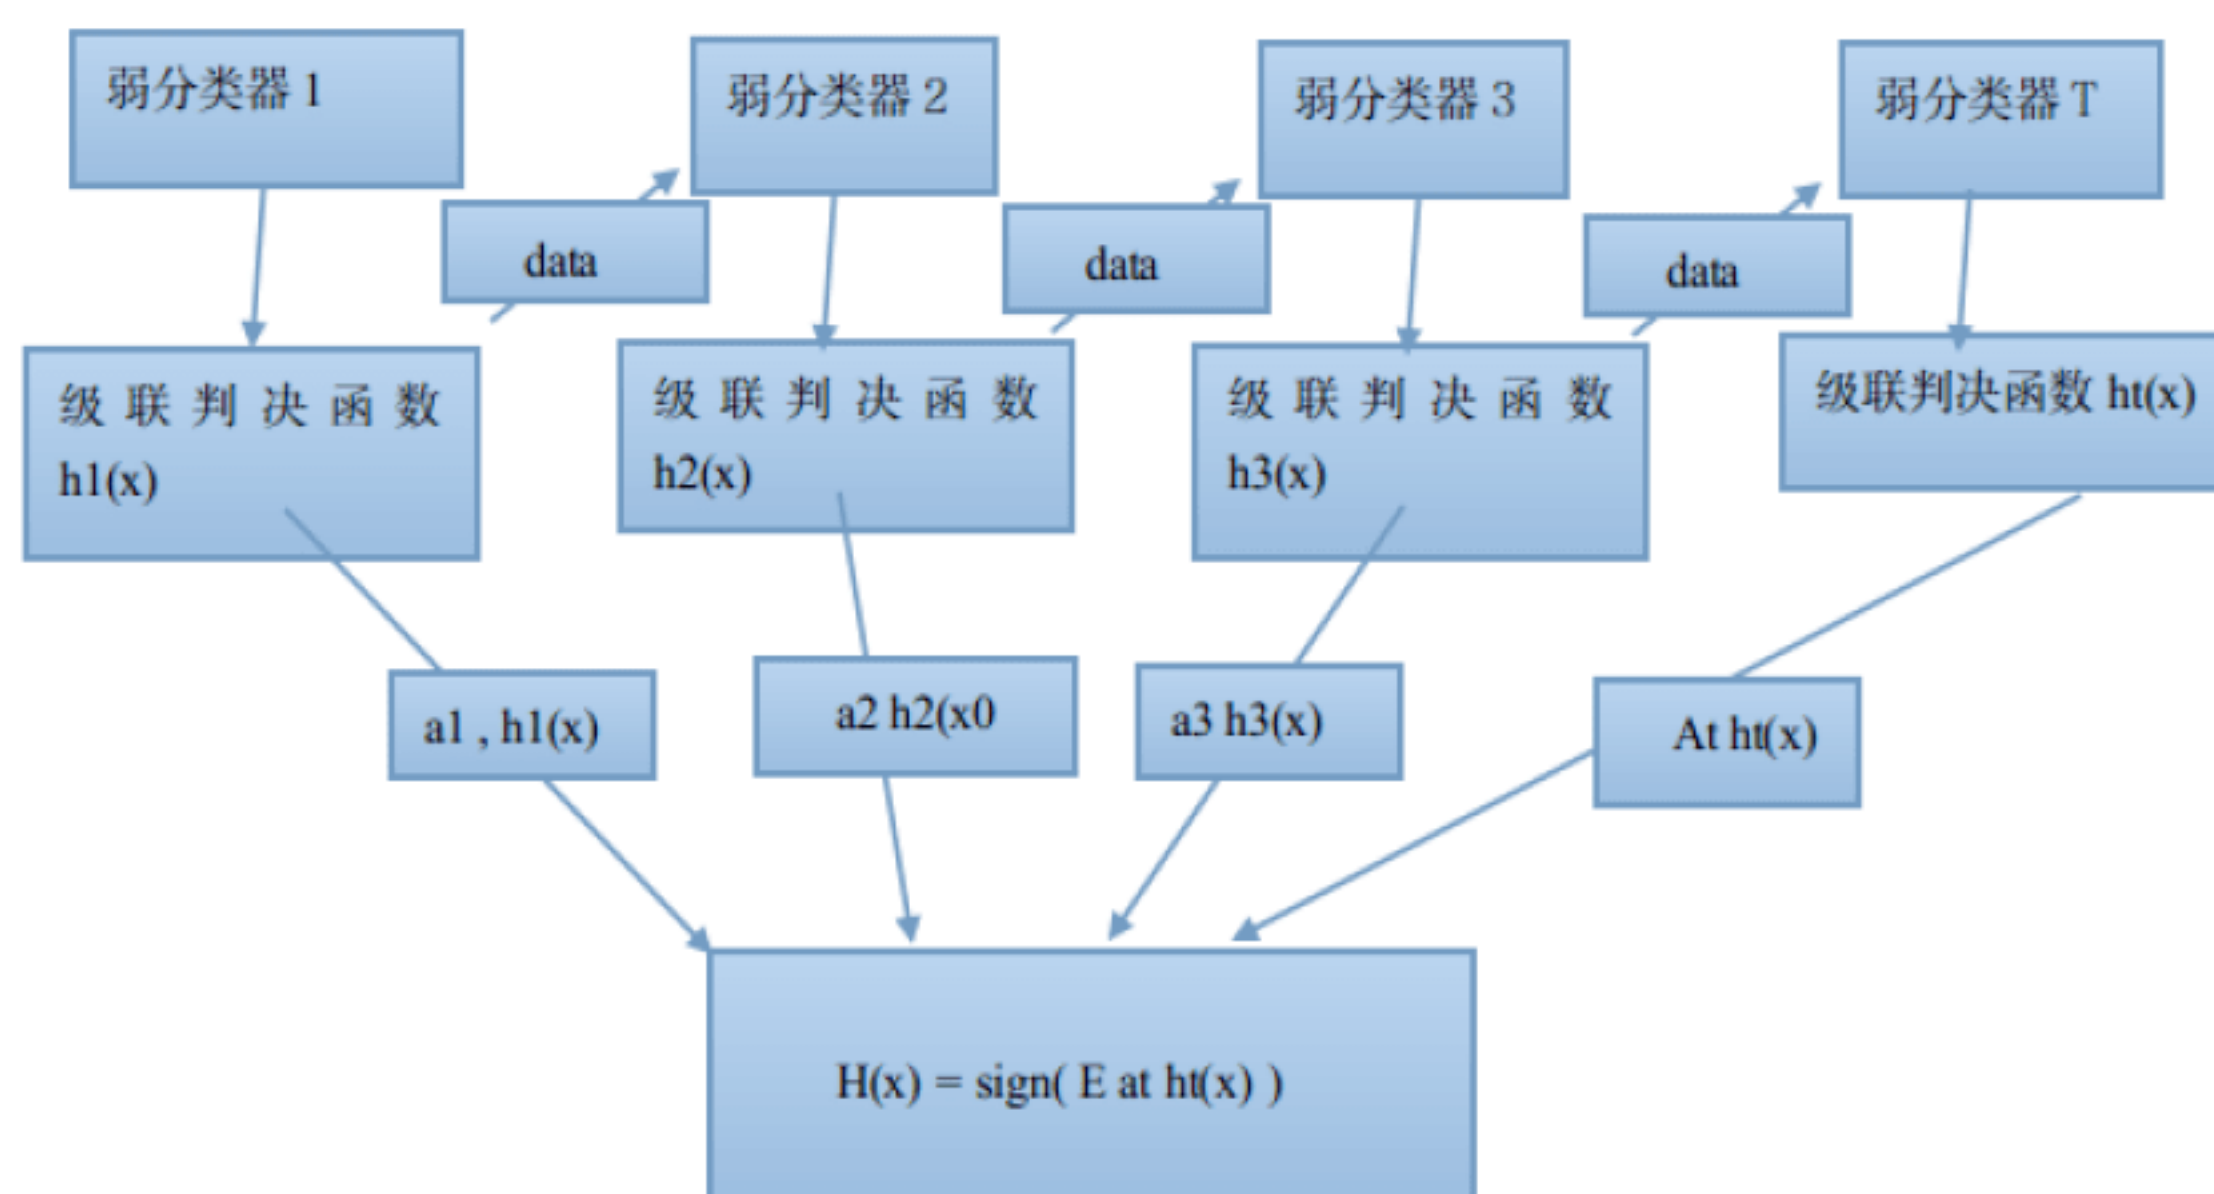 弱分类器 1
弱分类器 2
弱分类器 3
弱分类器 T
data
data
data
级联判决函数
h1(x)
级联判决函数
h2(x)
级联判决函数
h3(x)
级联判决函数 ht(x)
a1 , h1(x)
a2 h2(x0
a3 h3(x)
At ht(x)
H(x) = sign( E at ht(x) )